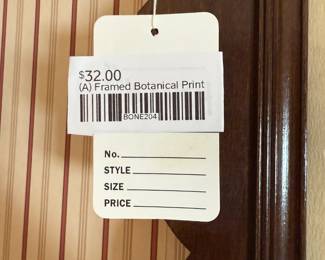 $32.00
(A) Framed Botanical Print
BONE204
No.
STYLE
SIZE
PRICE